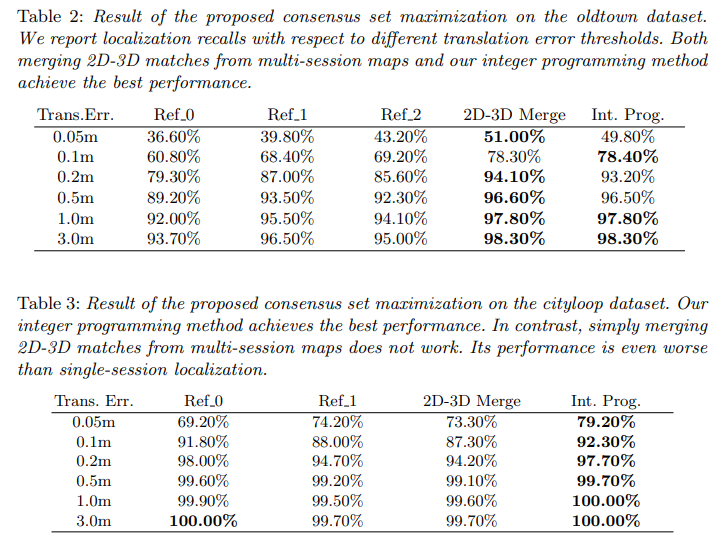 Table 2: Result of the proposed consensus set maximization on the oldtown dataset.
We report localization recalls with respect to different translation error thresholds. Both
merging 2D-3D matches from multi-session maps and our integer programming method
achieve the best performance.
Trans.Err. Ref_0 Ref_1 Ref_2 2D-3D Merge Int. Prog.
0.05m 36.60% 39.80% 43.20% 51.00% 49.80%
0.1m 60.80% 68.40% 69.20% 78.30% 78.40%
0.2m 79.30% 87.00% 85.60% 94.10% 93.20%
0.5m 89.20% 93.50% 92.30% 96.60% 96.50%
1.0m 92.00% 95.50% 94.10% 97.80% 97.80%
3.0m 93.70% 96.50% 95.00% 98.30% 98.30%
Table 3: Result of the proposed consensus set maximization on the cityloop dataset. Our
integer programming method achieves the best performance. In contrast, simply merging
2D-3D matches from multi-session maps does not work. Its performance is even worse
than single-session localization.
Trans. Err. Ref_0 Ref_1 2D-3D Merge Int. Prog.
0.05m 69.20% 74.20% 73.30% 79.20%
0.1m 91.80% 88.00% 87.30% 92.30%
0.2m 98.00% 94.70% 94.20% 97.70%
0.5m 99.60% 99.20% 99.10% 99.70%
1.0m 99.90% 99.50% 99.60% 100.00%
3.0m 100.00% 99.70% 99.70% 100.00%